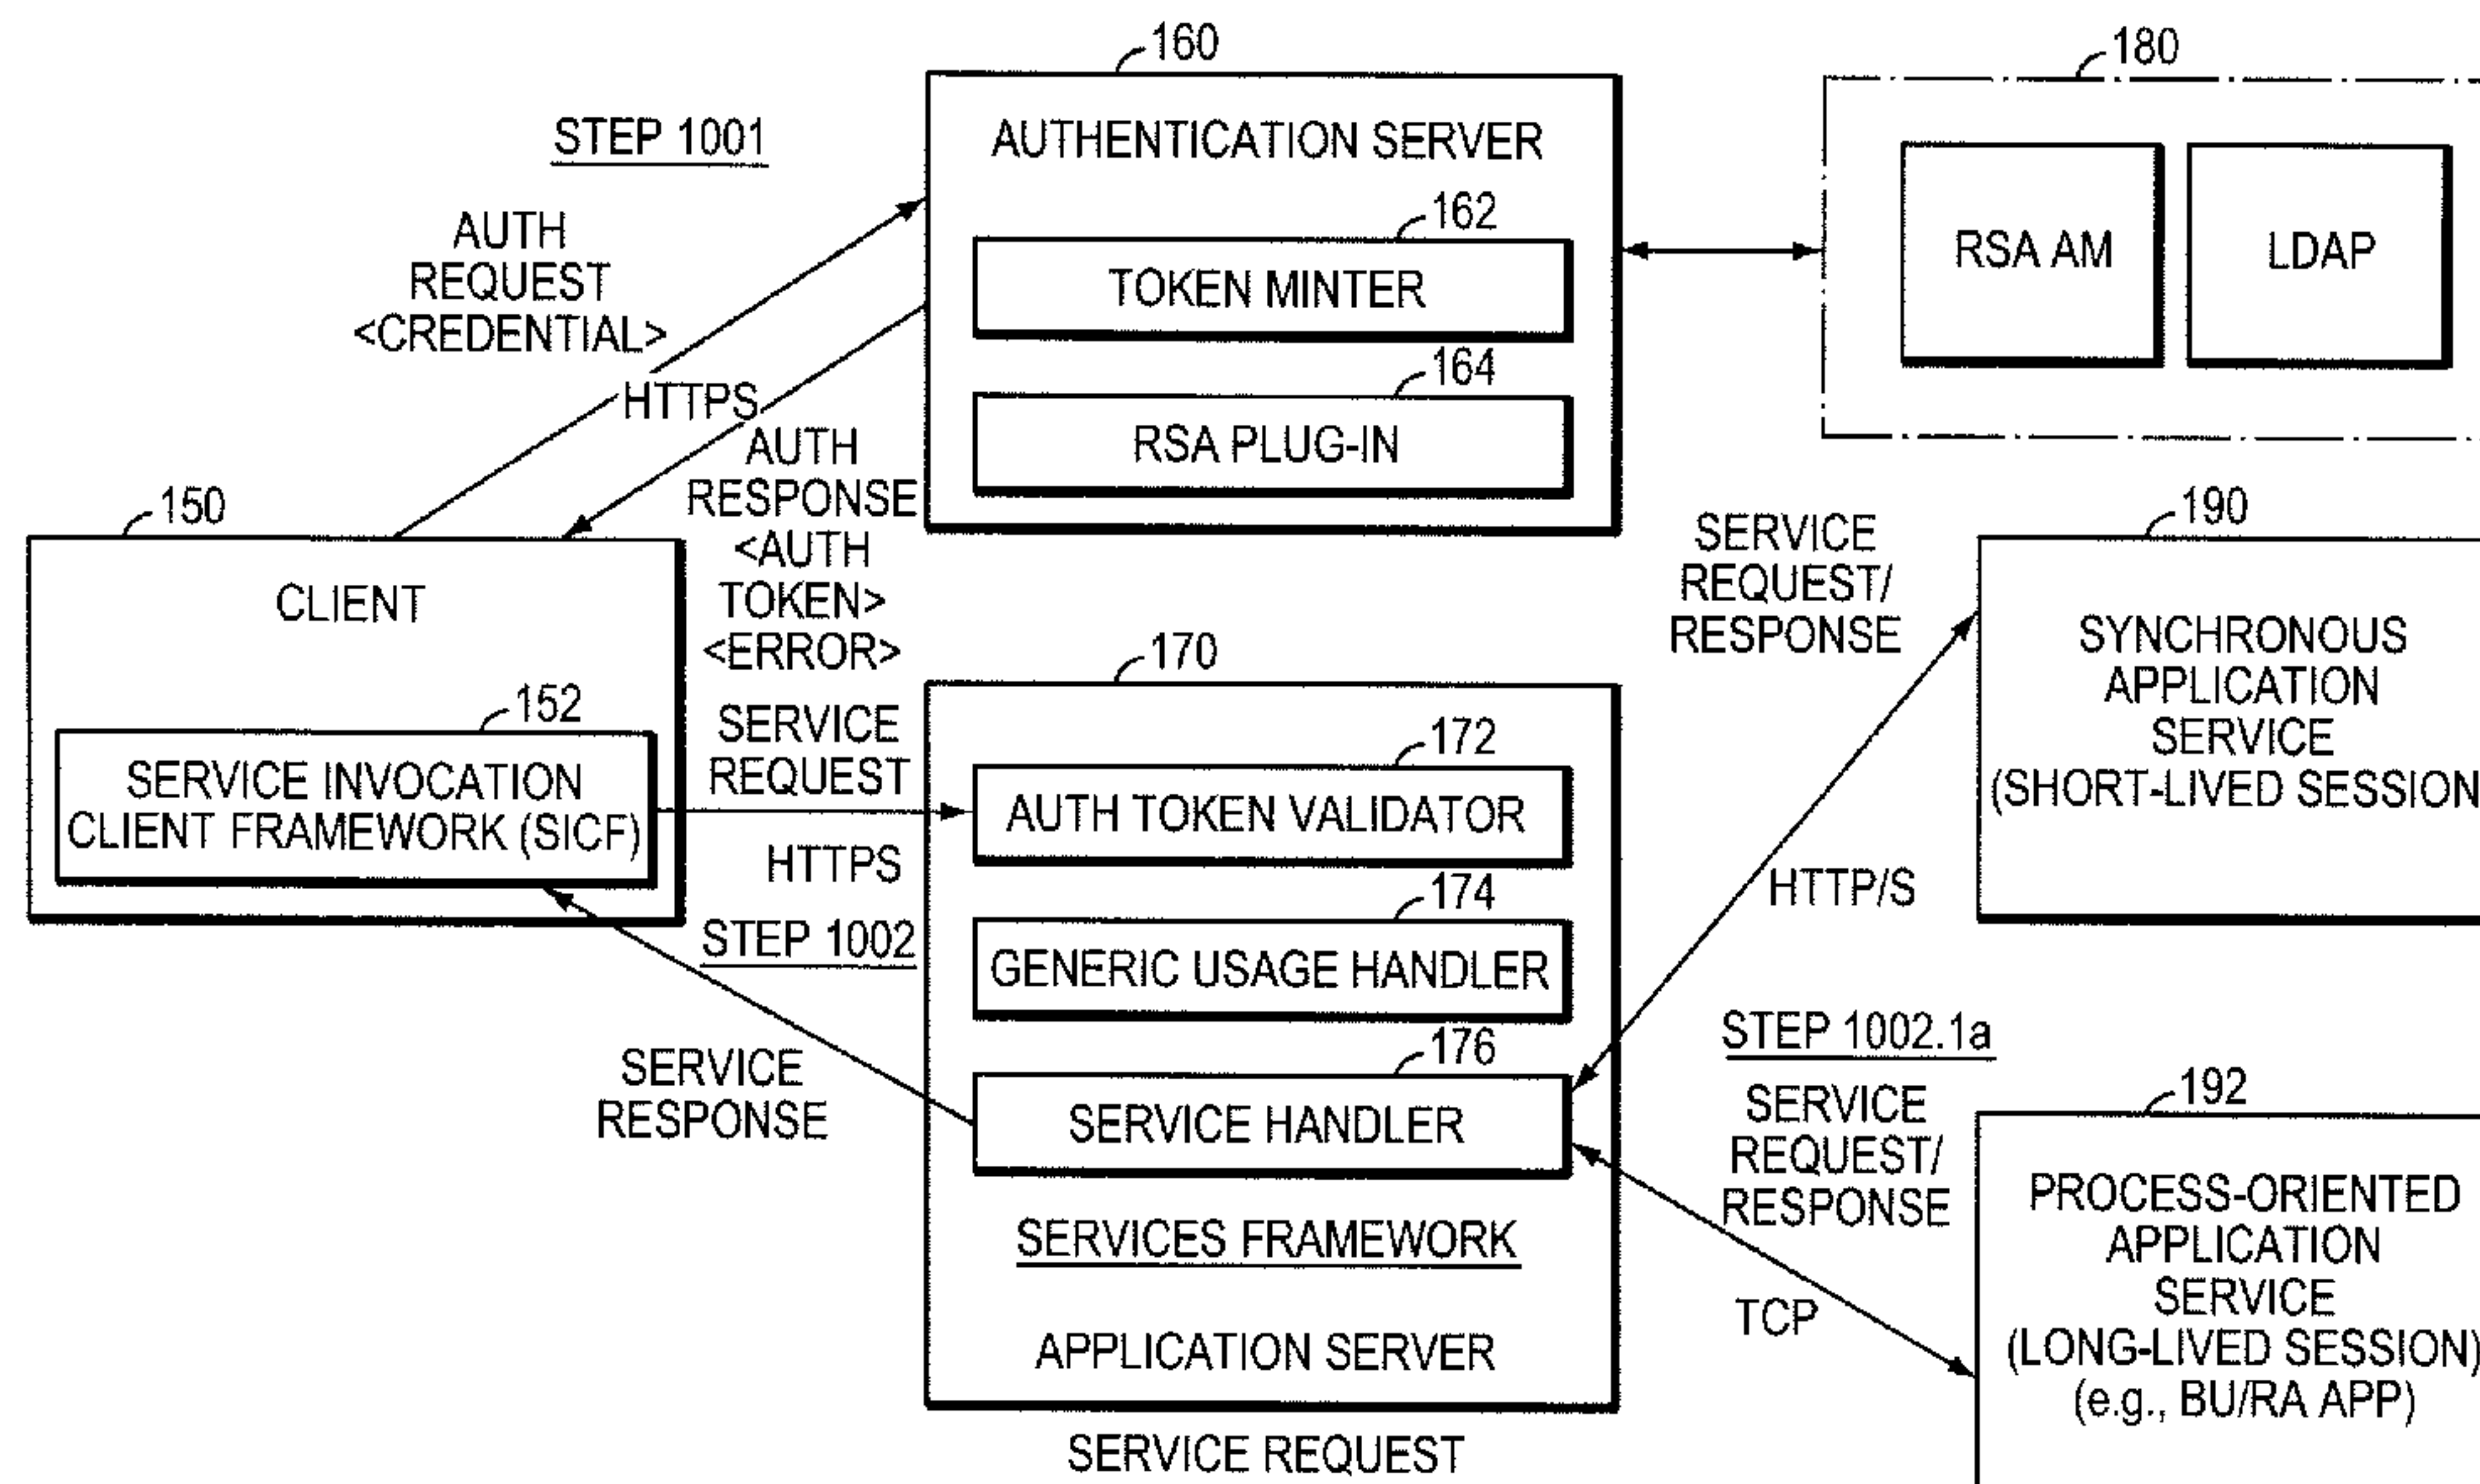 160
180
STEP 1001
AUTHENTICATION SERVER
162
TOKEN MINTER
164
RSA PLUG-IN
RSA AM
LDAP
AUTH
REQUEST
<CREDENTIAL>
HTTPS
AUTH
RESPONSE
<AUTH
TOKEN>
<ERROR>
150
CLIENT
152
SERVICE INVOCATION
CLIENT FRAMEWORK (SICF)
SERVICE
REQUEST
HTTPS
STEP 1002
SERVICE
RESPONSE
170
172
AUTH TOKEN VALIDATOR
174
GENERIC USAGE HANDLER
176
SERVICE HANDLER
SERVICES FRAMEWORK
APPLICATION SERVER
SERVICE REQUEST
SERVICE
REQUEST/
RESPONSE
HTTP/S
190
SYNCHRONOUS
APPLICATION
SERVICE
(SHORT-LIVED SESSION
STEP 1002.1a
SERVICE
REQUEST/
RESPONSE
TCP
192
PROCESS-ORIENTED
APPLICATION
SERVICE
(LONG-LIVED SESSION)
(e.g., BU/RA APP)